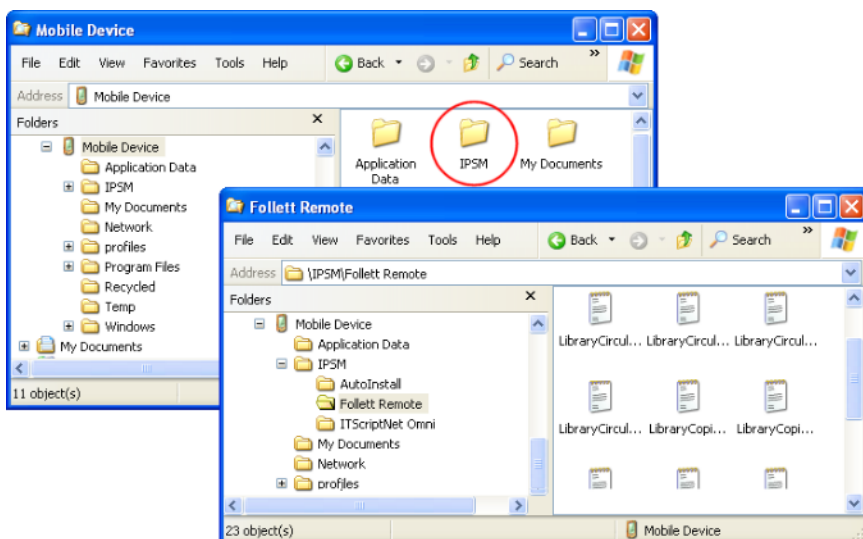 Mobile Device
File Edit View Favorites Tools Help Back Search »
Address Mobile Device
Folders x
Mobile Device
Application Data
IPSM
My Documents
Network
profiles
Program Files
Recycled
Temp
Windows
My Documents
11 object(s)
Application
Data
IPSM
My Documents
Follett Remote
File Edit View Favorites Tools Help Back Search »
Address \IPSM\Follett Remote
Folders x
Mobile Device
Application Data
IPSM
AutoInstall
Follett Remote
ITScriptNet Omni
My Documents
Network
profiles
LibraryCircul... LibraryCircul... LibraryCircul...
LibraryCircul... LibraryCopi... LibraryCopi...
23 object(s) Mobile Device